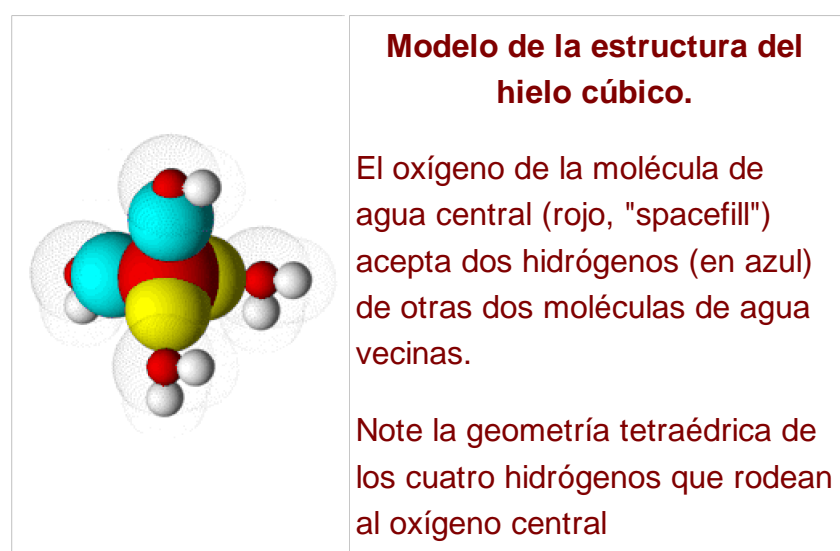 Modelo de la estructura del
hielo cúbico.
El oxígeno de la molécula de
agua central (rojo, "spacefill")
acepta dos hidrógenos (en azul)
de otras dos moléculas de agua
vecinas.
Note la geometría tetraédrica de
los cuatro hidrógenos que rodean
al oxígeno central